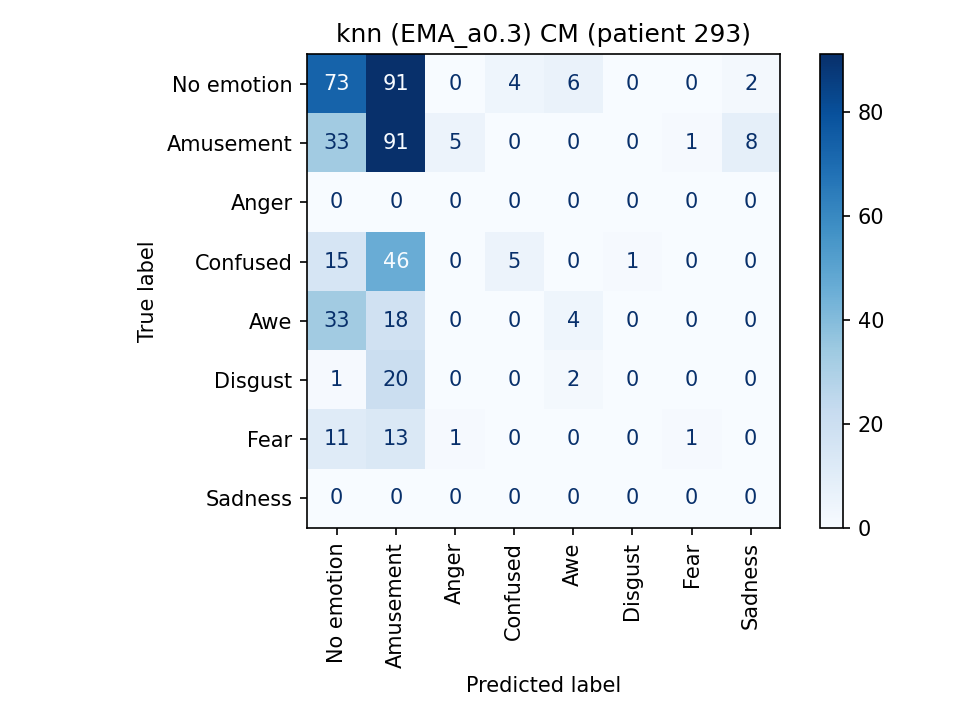 knn (EMA_a0.3) CM (patient 293)
No emotion 73 91 0 4 6 0 0 2
Amusement 33 91 5 0 0 0 1 8
Anger 0 0 0 0 0 0 0 0
Confused 15 46 0 5 0 1 0 0
Awe 33 18 0 0 4 0 0 0
Disgust 1 20 0 0 2 0 0 0
Fear 11 13 1 0 0 0 1 0
Sadness 0 0 0 0 0 0 0 0
True label
No emotion
Amusement
Anger
Confused
Awe
Disgust
Fear
Sadness
Predicted label
80
60
40
20
0